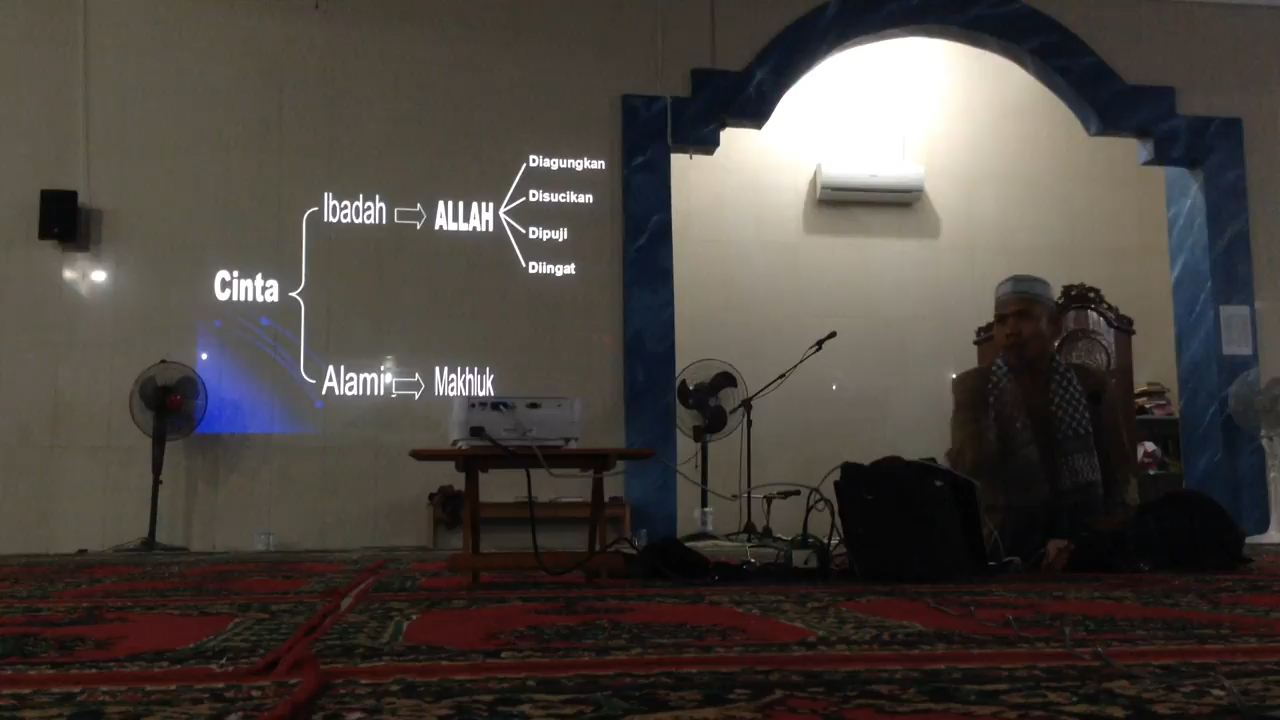 Cinta
Ibadah
ALLAH
Diagungkan
Disucikan
Dipuji
Diingat
Alami
Makhluk